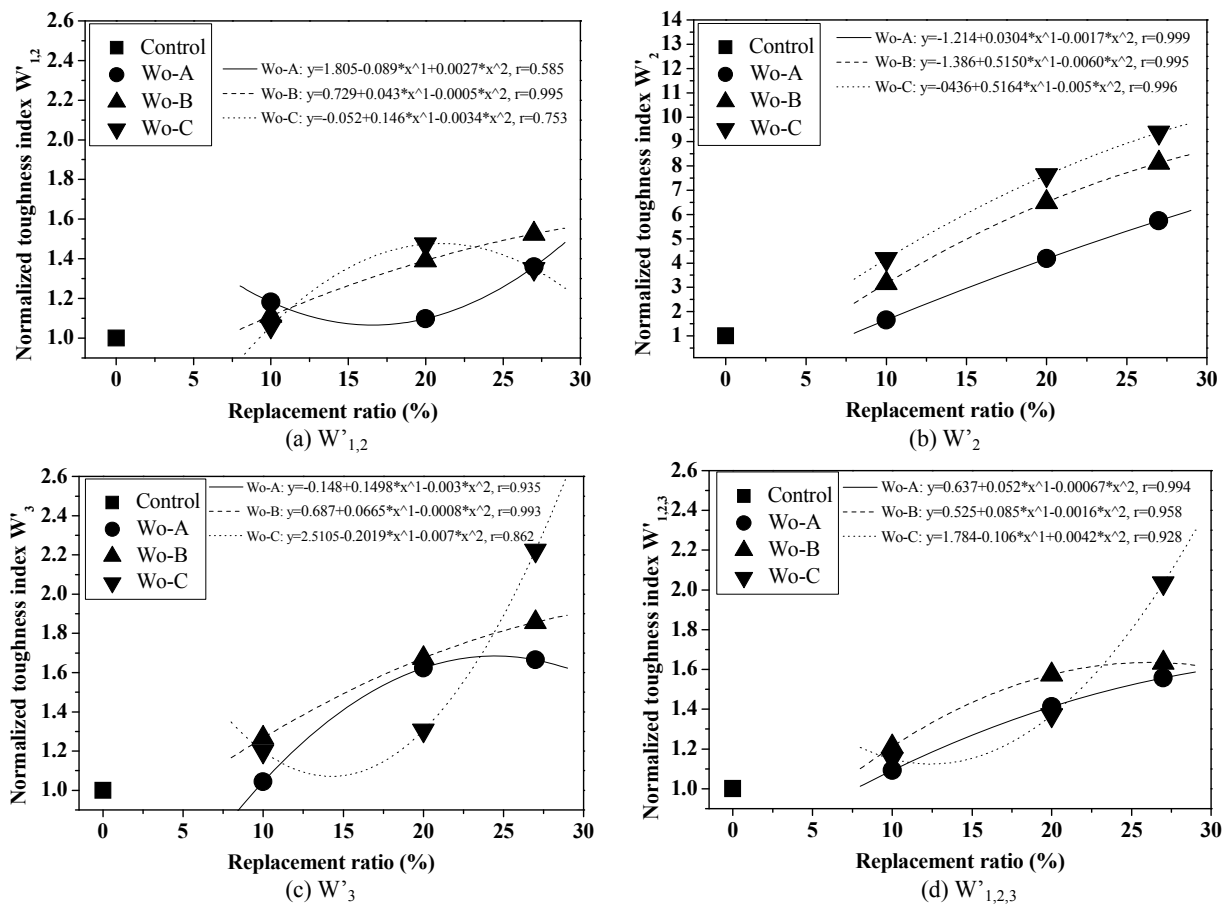 Normalized toughness index W'1,2
2.6
2.4
2.2
2.0
1.8
1.6
1.4
1.2
1.0
Control
Wo-A
Wo-B
Wo-C
Wo-A: y=1.805-0.089*x^1+0.0027*x^2, r=0.585
Wo-B: y=0.729+0.043*x^1-0.0005*x^2, r=0.995
Wo-C: y=-0.052+0.146*x^1-0.0034*x^2, r=0.753
0 5 10 15 20 25 30
Replacement ratio (%)
(a) W’1,2
Normalized toughness index W'2
14
13
12
11
10
9
8
7
6
5
4
3
2
1
Control
Wo-A
Wo-B
Wo-C
Wo-A: y=-1.214+0.0304*x^1-0.0017*x^2, r=0.999
Wo-B: y=-1.386+0.5150*x^1-0.0060*x^2, r=0.995
Wo-C: y=-0436+0.5164*x^1-0.005*x^2, r=0.996
0 5 10 15 20 25 30
Replacement ratio (%)
(b) W’2
Normalized toughness index W'3
2.6
2.4
2.2
2.0
1.8
1.6
1.4
1.2
1.0
Control
Wo-A
Wo-B
Wo-C
Wo-A: y=-0.148+0.1498*x^1-0.003*x^2, r=0.935
Wo-B: y=0.687+0.0665*x^1-0.0008*x^2, r=0.993
Wo-C: y=2.5105-0.2019*x^1-0.007*x^2, r=0.862
0 5 10 15 20 25 30
Replacement ratio (%)
(c) W’3
Normalized toughness index W'1,2,3
2.6
2.4
2.2
2.0
1.8
1.6
1.4
1.2
1.0
Control
Wo-A
Wo-B
Wo-C
Wo-A: y=0.637+0.052*x^1-0.00067*x^2, r=0.994
Wo-B: y=0.525+0.085*x^1-0.0016*x^2, r=0.958
Wo-C: y=1.784-0.106*x^1+0.0042*x^2, r=0.928
0 5 10 15 20 25 30
Replacement ratio (%)
(d) W’1,2,3